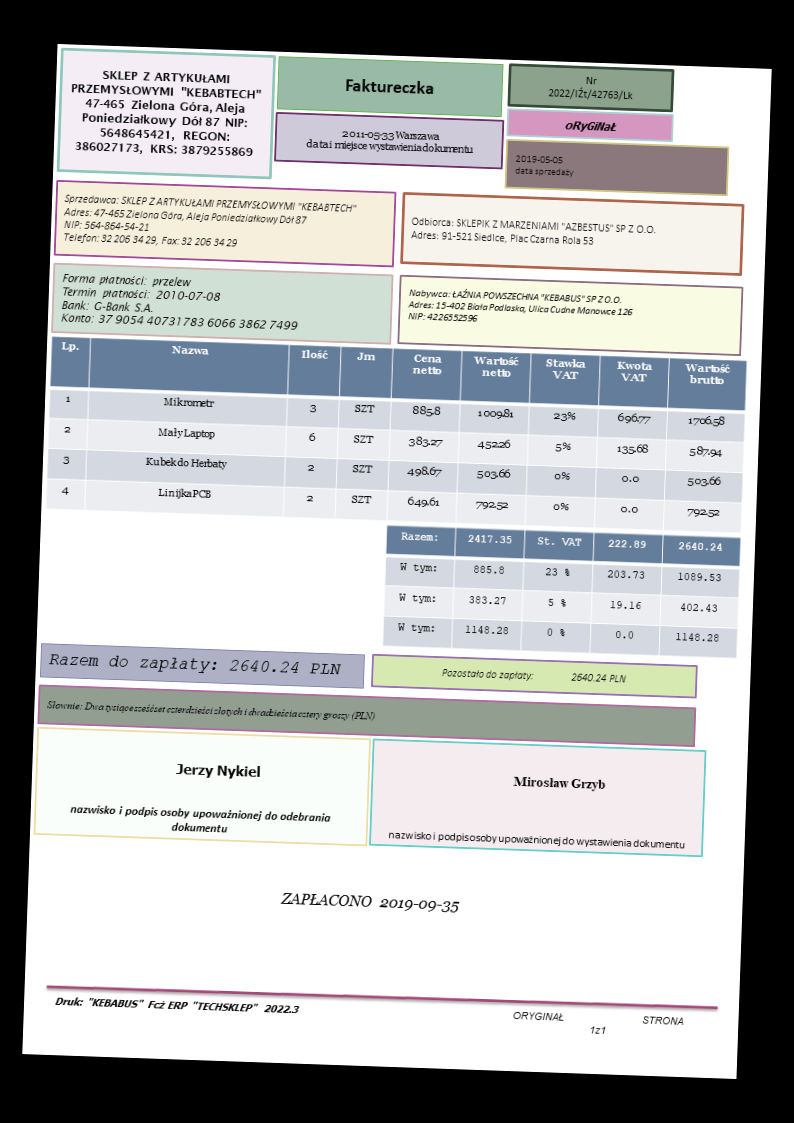 SKLEP Z ARTYKUŁAMI
PRZEMYSŁOWYMI "KEBABTECH"
47-465 Zielona Góra, Aleja
Poniedziałkowy Dół 87 NIP:
5648645421, REGON:
386027173, KRS: 3879255869
Faktureczka
2011-05-33 Warszawa
data i miejsce wystawienia dokumentu
Nr
2022/IŹt/42763/Lk
oRyGiNaŁ
2019-05-05
data sprzedaży
Sprzedawca: SKLEP Z ARTYKUŁAMI PRZEMYSŁOWYMI "KEBABTECH"
Adres: 47-465 Zielona Góra, Aleja Poniedziałkowy Dół 87
NIP: 564-864-54-21
Telefon: 32 206 34 29, Fax: 32 206 34 29
Odbiorca: SKLEPIK Z MARZENIAMI "AZBESTUS" SP Z O.O.
Adres: 91-521 Siedlce, Plac Czarna Rola 53
Forma płatności: przelew
Termin płatności: 2010-07-08
Bank: G-Bank S.A.
Konto: 37 9054 4073 1783 6066 3862 7499
Nabywca: ŁAŹNIA POWSZECHNA "KEBABUS" SP Z O.O.
Adres: 15-402 Biała Podlaska, Ulica Cudne Manowce 126
NIP: 4226552596
Lp. Nazwa Ilość Jm Cena netto Wartość netto Stawka VAT Kwota VAT Wartość brutto
1 Mikrometr 3 SZT 885.8 1009.81 23% 696.77 1706.58
2 Mały Laptop 6 SZT 383.27 452.26 5% 135.68 587.94
3 Kubek do Herbaty 2 SZT 498.67 503.66 0% 0.0 503.66
4 Linijka PCB 2 SZT 649.61 792.52 0% 0.0 792.52
Razem: 2417.35 St. VAT 222.89 2640.24
W tym: 885.8 23 % 203.73 1089.53
W tym: 383.27 5 % 19.16 402.43
W tym: 1148.28 0 % 0.0 1148.28
Razem do zapłaty: 2640.24 PLN
Pozostało do zapłaty: 2640.24 PLN
Słownie: Dwa tysiące sześćset czterdzieści złotych i dwadzieścia cztery groszy (PLN)
Jerzy Nykiel
nazwisko i podpis osoby upoważnionej do odebrania
dokumentu
Mirosław Grzyb
nazwisko i podpis osoby upoważnionej do wystawienia dokumentu
ZAPŁACONO 2019-09-35
Druk: "KEBABUS" Fcż ERP "TECHSKLEP" 2022.3
ORYGINAŁ STRONA
1z1